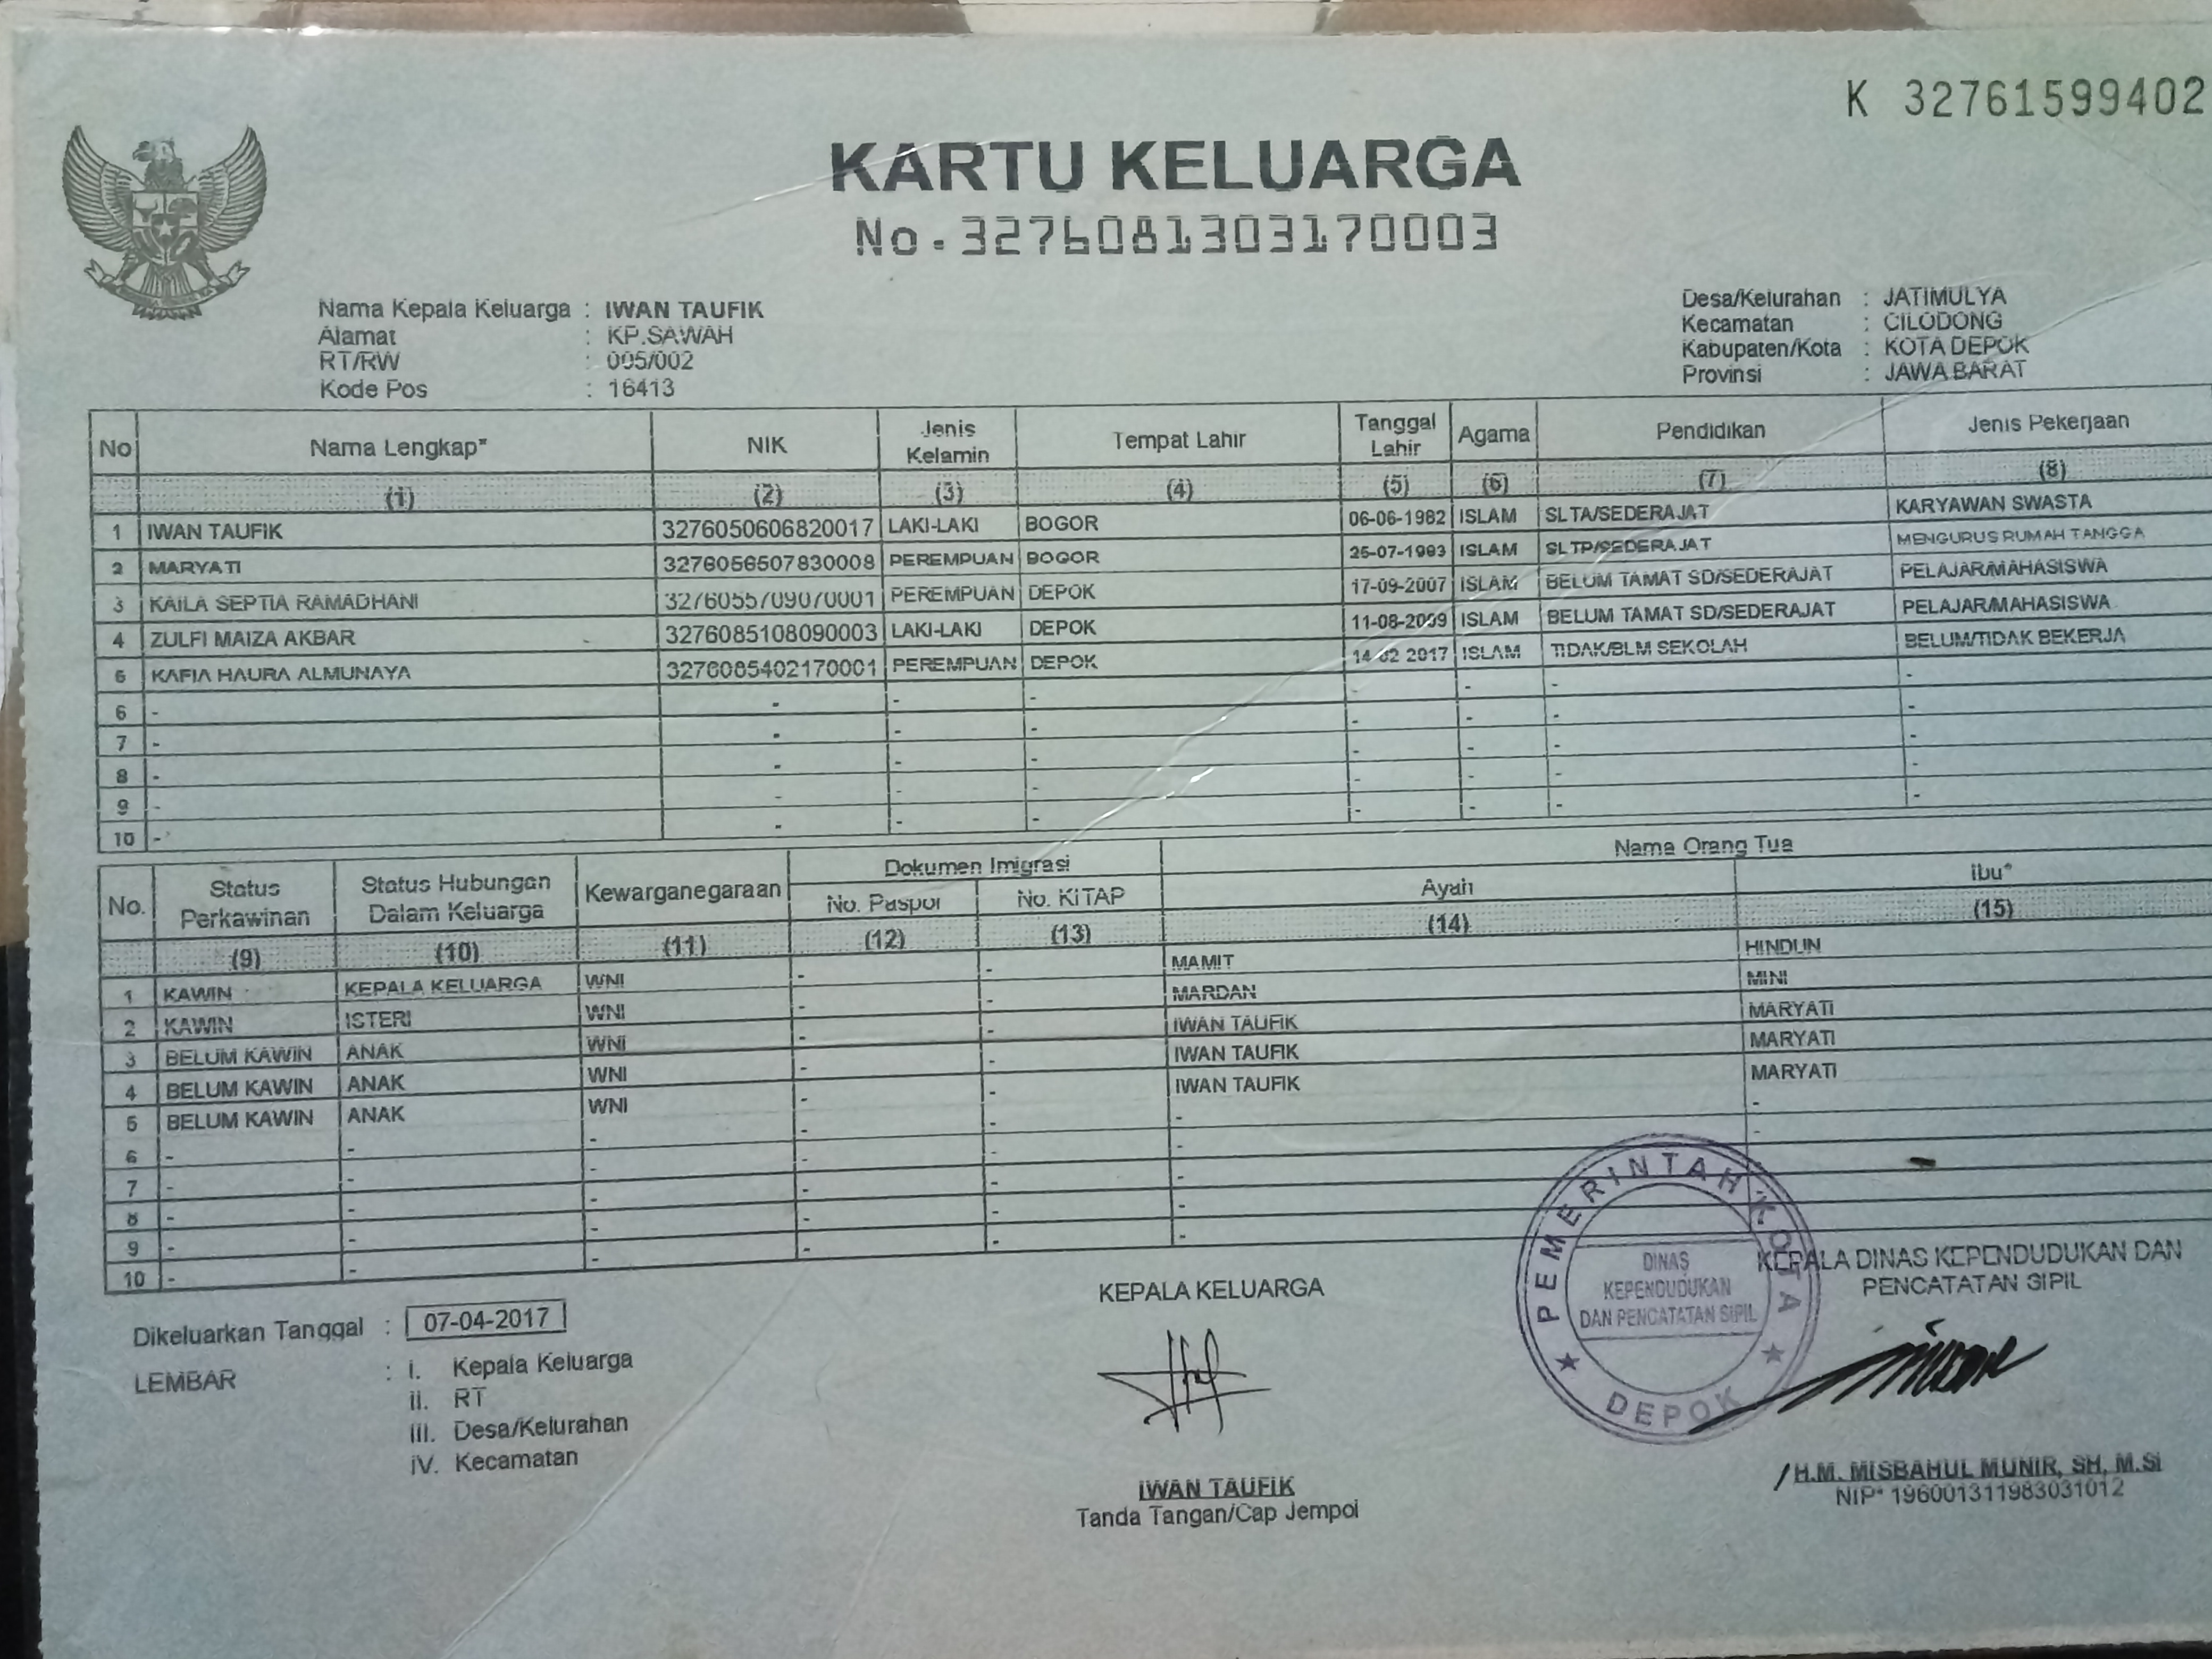 K 32761599402
KARTU KELUARGA
No.3276081303170003
Nama Kepala Keluarga : IWAN TAUFIK
Alamat : KP.SAWAH
RT/RW : 005/002
Kode Pos : 16413
Desa/Kelurahan : JATIMULYA
Kecamatan : CILODONG
Kabupaten/Kota : KOTA DEPOK
Provinsi : JAWA BARAT
No Nama Lengkap* NIK Jenis Kelamin Tempat Lahir Tanggal Lahir Agama Pendidikan Jenis Pekerjaan
(1) (2) (3) (4) (5) (6) (7) (8)
1 IWAN TAUFIK 3276050606820017 LAKI-LAKI BOGOR 06-06-1982 ISLAM SLTA/SEDERAJAT KARYAWAN SWASTA
2 MARYATI 3276056507830008 PEREMPUAN BOGOR ISLAM SLTP/SEDERAJAT MENGURUS RUMAH TANGGA
3 KAILA SEPTIA RAMADHANI 3276055709070001 PEREMPUAN DEPOK 17-09-2007 ISLAM BELUM TAMAT SD/SEDERAJAT PELAJAR/MAHASISWA
4 ZULFI MAIZA AKBAR 3276085108090003 LAKI-LAKI DEPOK 11-08-2009 ISLAM BELUM TAMAT SD/SEDERAJAT PELAJAR/MAHASISWA
5 KAFIA HAURA ALMUNAYA 3276085402170001 PEREMPUAN DEPOK 14-02-2017 ISLAM TIDAK/BLM SEKOLAH BELUM/TIDAK BEKERJA
6 - - - - - - - -
7 - - - - - - - -
8 - - - - - - - -
9 - - - - - - - -
10 - - - - - - - -
No. Status Perkawinan Status Hubungan Dalam Keluarga Kewarganegaraan Dokumen Imigrasi Nama Orang Tua
No. Paspor No. KITAP Ayah Ibu*
(9) (10) (11) (12) (13) (14) (15)
1 KAWIN KEPALA KELUARGA WNI - - MAMIT HINDUN
2 KAWIN ISTERI WNI - - MARDAN MINI
3 BELUM KAWIN ANAK WNI - - IWAN TAUFIK MARYATI
4 BELUM KAWIN ANAK WNI - - IWAN TAUFIK MARYATI
5 BELUM KAWIN ANAK WNI - - IWAN TAUFIK MARYATI
6 - - - - - - -
7 - - - - - -
8 - - - - - -
9 - - - - - -
10 - - - - - -
Dikeluarkan Tanggal : 07-04-2017
LEMBAR : I. Kepala Keluarga
II. RT
III. Desa/Kelurahan
IV. Kecamatan
KEPALA KELUARGA
IWAN TAUFIK
Tanda Tangan/Cap Jempol
PEMERINTAH KOTA
DINAS
KEPENDUDUKAN
DAN PENCATATAN SIPIL
DEPOK
KEPALA DINAS KEPENDUDUKAN DAN
PENCATATAN SIPIL
/H.M. MISBAHUL MUNIR, SH, M.Si
NIP* 196001311983031012